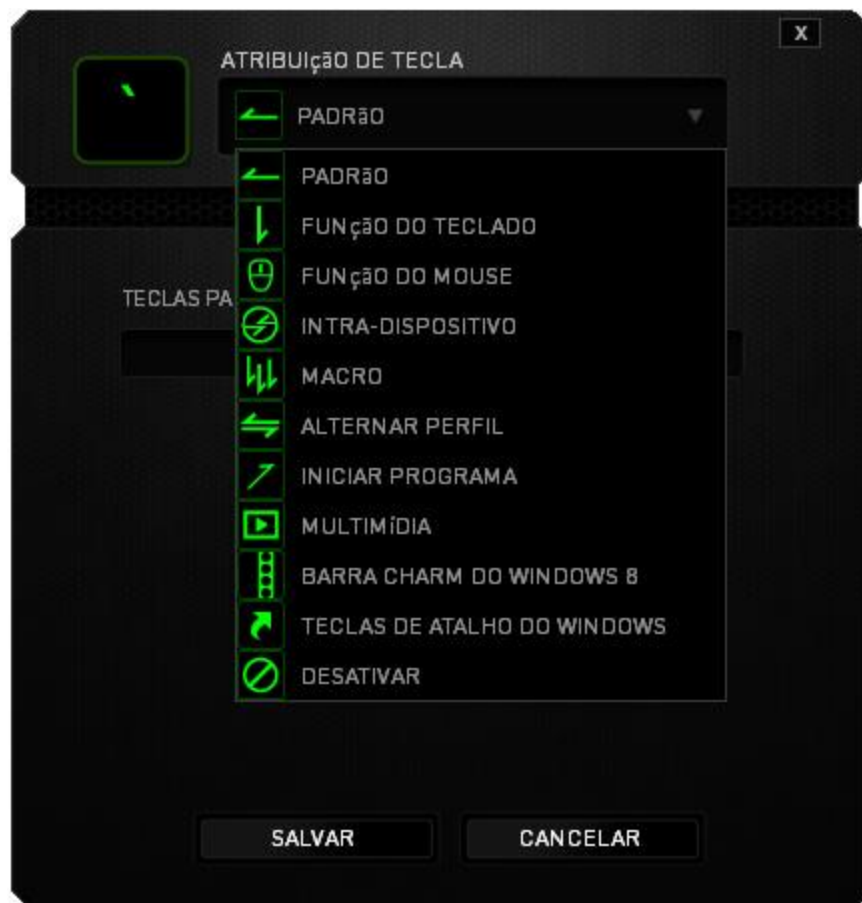 X
ATRIBUIçãO DE TECLA
`
PADRãO
PADRãO
FUNçãO DO TECLADO
FUNçãO DO MOUSE
INTRA-DISPOSITIVO
TECLAS PA
MACRO
ALTERNAR PERFIL
INICIAR PROGRAMA
MULTIMíDIA
BARRA CHARM DO WINDOWS 8
TECLAS DE ATALHO DO WINDOWS
DESATIVAR
SALVAR
CANCELAR